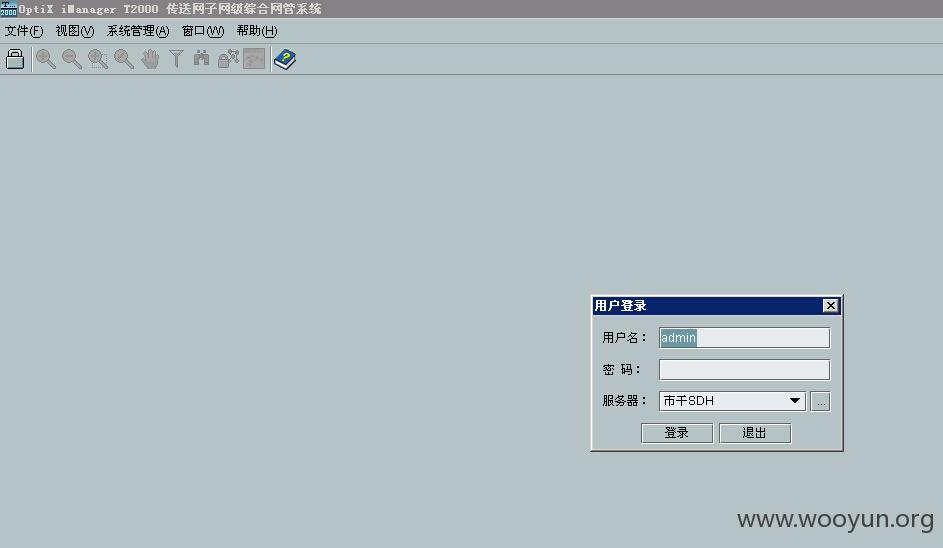 OptiX iManager T2000 传送网子网级综合网管系统
文件(F) 视图(V) 系统管理(A) 窗口(W) 帮助(H)
用户登录
用户名：admin
密 码：
服务器：市干SDH ...
登录 退出
www.wooyun.org